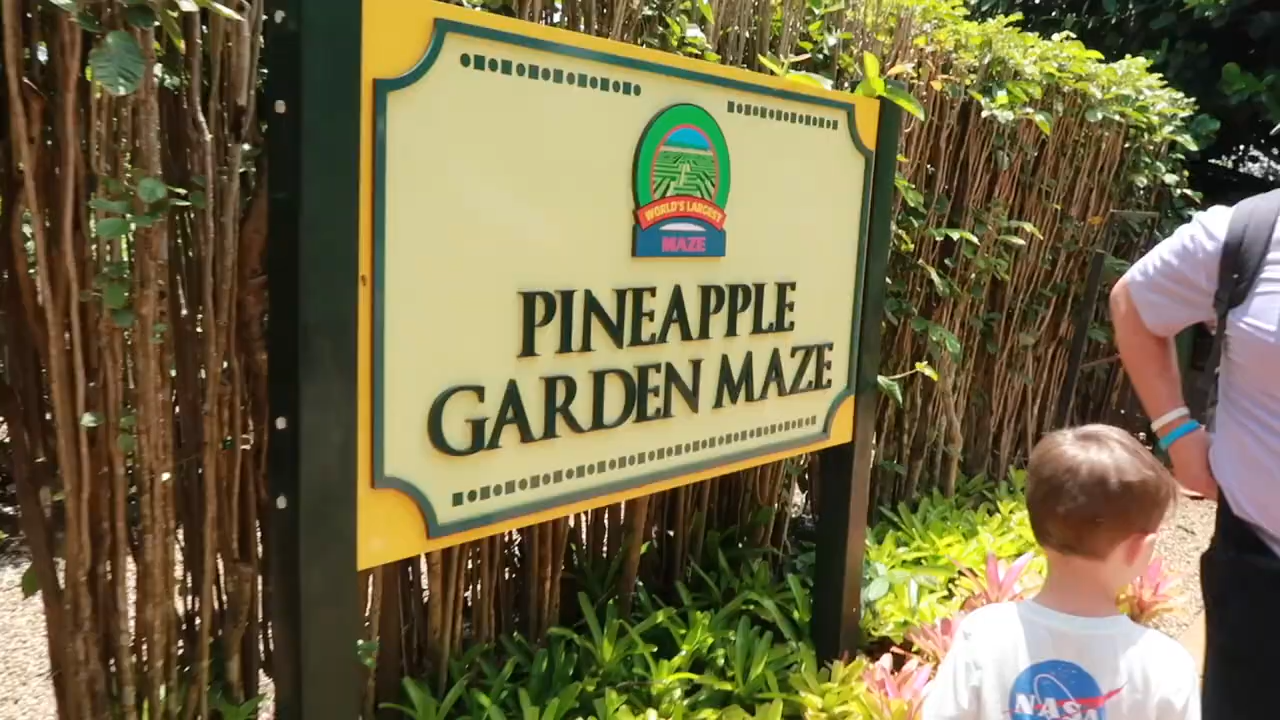 WORLD'S LARGEST
MAZE
PINEAPPLE
GARDEN MAZE
NASA